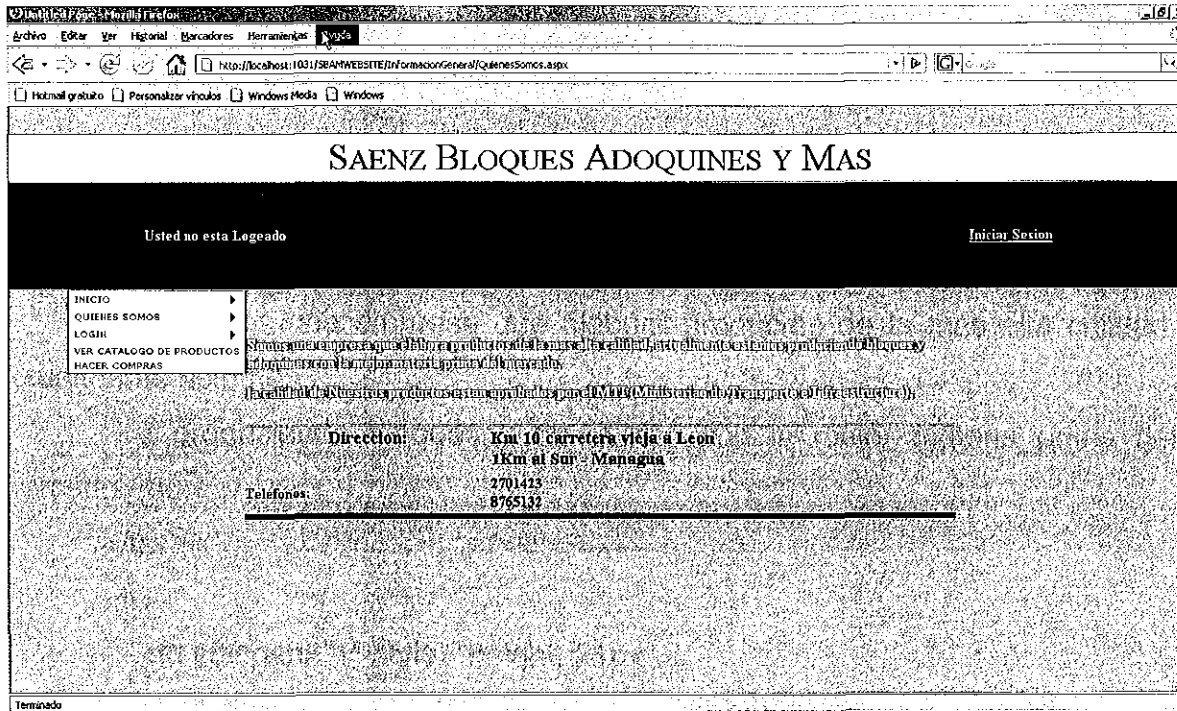 Untitled Page - Mozilla Firefox
Archivo Editar Ver Historial Marcadores Herramientas Ayuda
http://localhost:1031/SBAMWEBSITE/InformacionGeneral/QuienesSomos.aspx
Google
Hotmail gratuito Personalizar vínculos Windows Media Windows
SAENZ BLOQUES ADOQUINES Y MAS
Usted no esta Logeado
Iniciar Sesion
INICIO
QUIENES SOMOS
LOGIN
VER CATALOGO DE PRODUCTOS
HACER COMPRAS
Somos una empresa que elabora productos de la mas alta calidad, actualmente estamos produciendo bloques y
adoquines con la mejor materia prima del mercado.
la calidad de Nuestros productos estan aprobados por el MTI (Ministerian do Transporte e Infraestructura)
Direccion: Km 10 carretera vieja a Leon
1Km al Sur - Managua
Telefonos: 2701423
8765132
Terminado